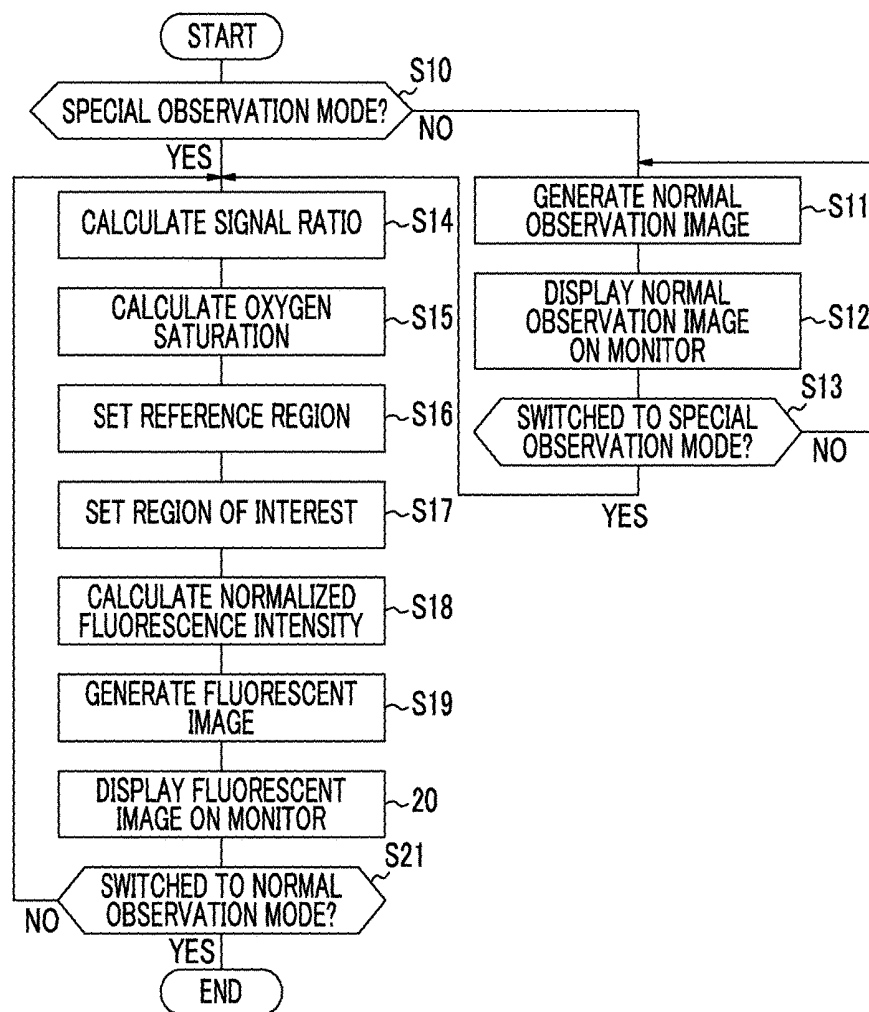 START
S10
SPECIAL OBSERVATION MODE?
NO
YES
CALCULATE SIGNAL RATIO
S14
CALCULATE OXYGEN
SATURATION
S15
SET REFERENCE REGION
S16
SET REGION OF INTEREST
S17
CALCULATE NORMALIZED
FLUORESCENCE INTENSITY
S18
GENERATE FLUORESCENT
IMAGE
S19
DISPLAY FLUORESCENT
IMAGE ON MONITOR
20
S21
SWITCHED TO NORMAL
OBSERVATION MODE?
NO
YES
END
GENERATE NORMAL
OBSERVATION IMAGE
S11
DISPLAY NORMAL
OBSERVATION IMAGE
ON MONITOR
S12
S13
SWITCHED TO SPECIAL
OBSERVATION MODE?
NO
YES